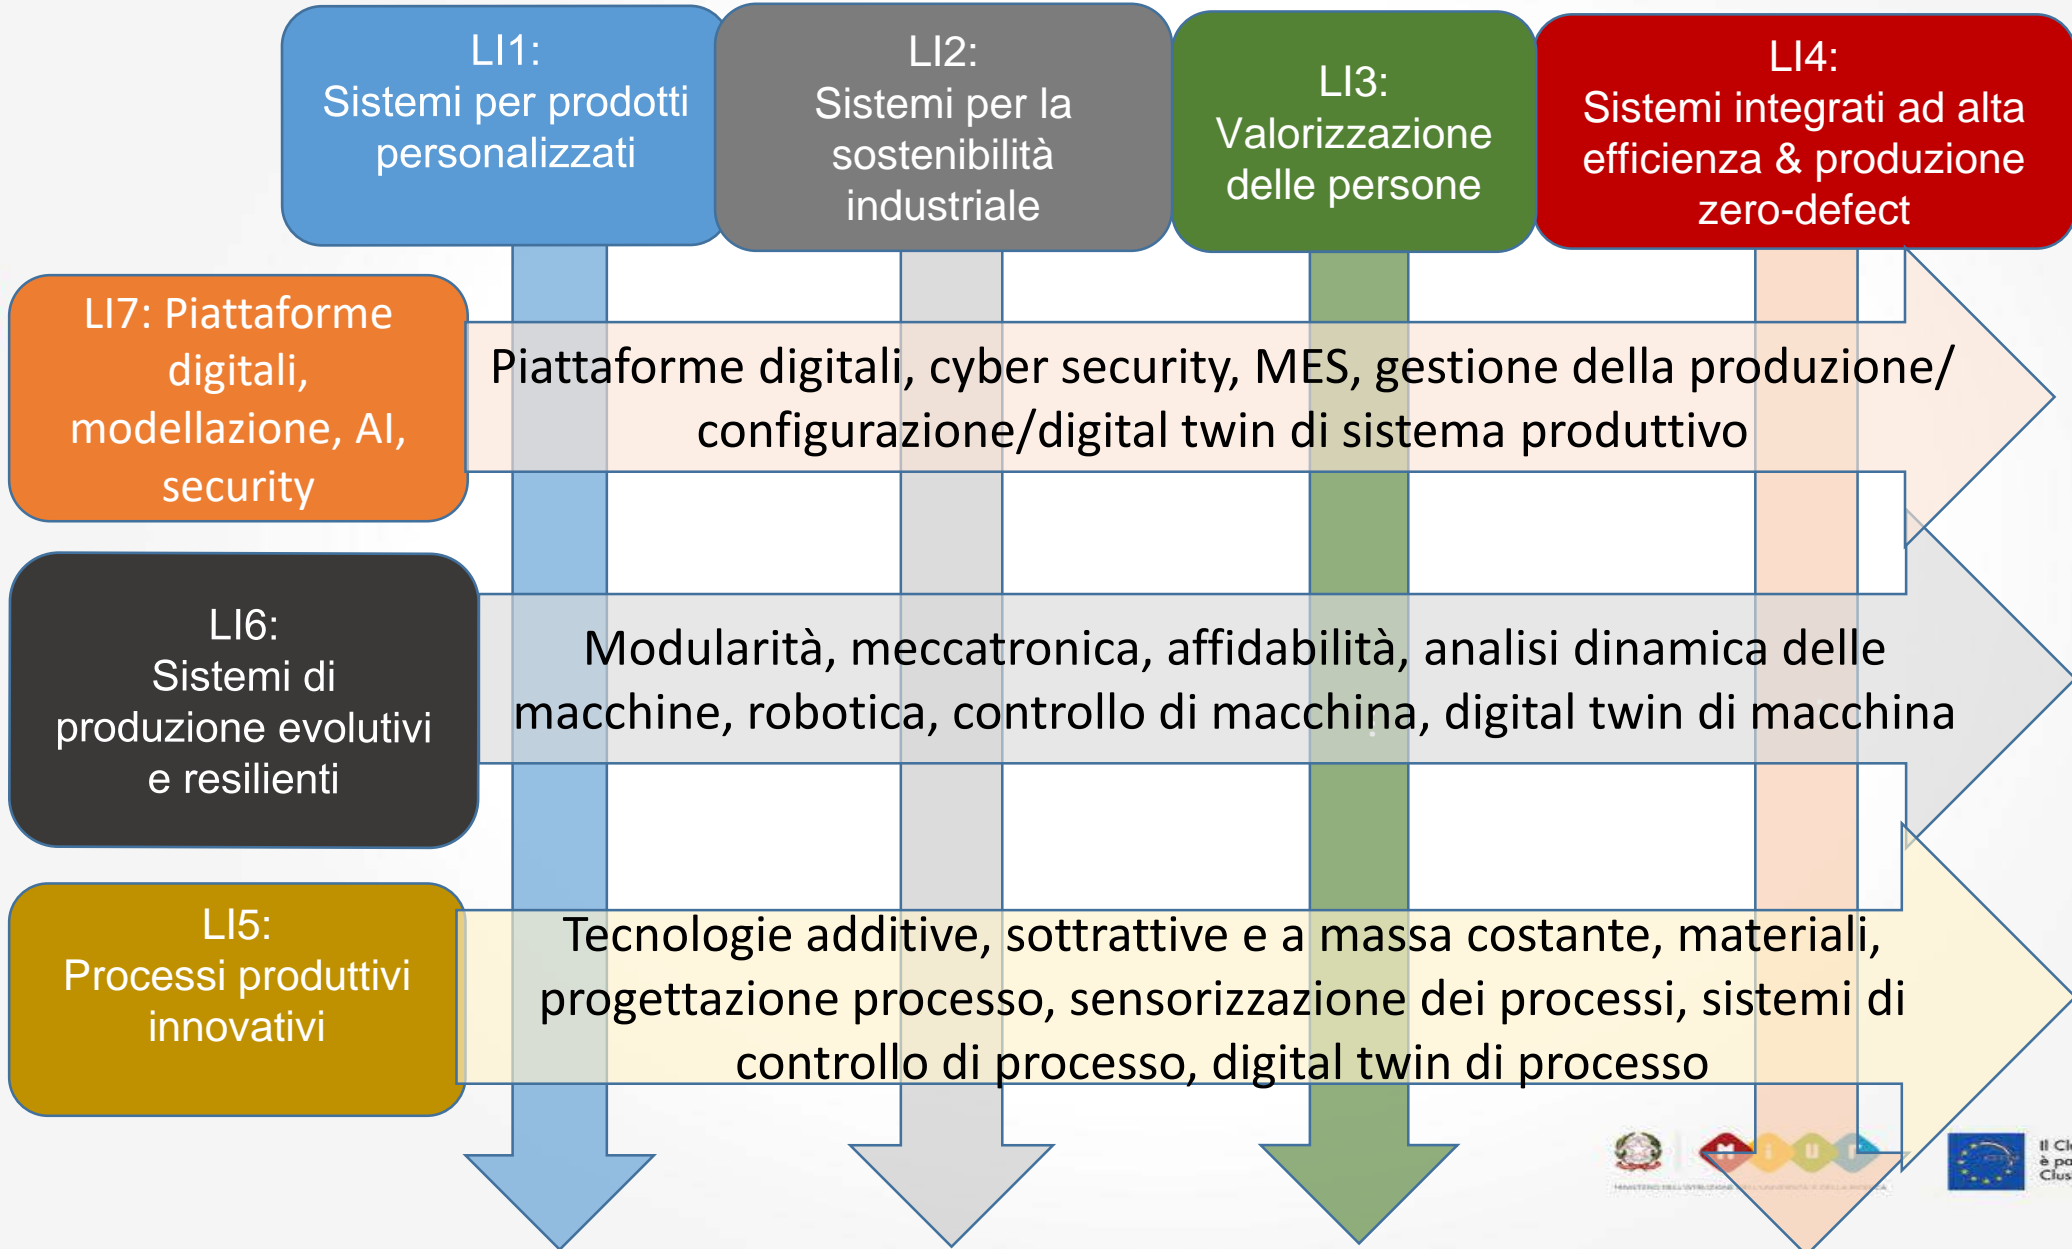 LI1:
Sistemi per prodotti
personalizzati
LI2:
Sistemi per la
sostenibilità
industriale
LI3:
Valorizzazione
delle persone
LI4:
Sistemi integrati ad alta
efficienza & produzione
zero-defect
LI7: Piattaforme
digitali,
modellazione, AI,
security
Piattaforme digitali, cyber security, MES, gestione della produzione/
configurazione/digital twin di sistema produttivo
LI6:
Sistemi di
produzione evolutivi
e resilienti
Modularità, meccatronica, affidabilità, analisi dinamica delle
macchine, robotica, controllo di macchina, digital twin di macchina
LI5:
Processi produttivi
innovativi
Tecnologie additive, sottrattive e a massa costante, materiali,
progettazione processo, sensorizzazione dei processi, sistemi di
controllo di processo, digital twin di processo
M i u r
Il Cl
è pa
Clus